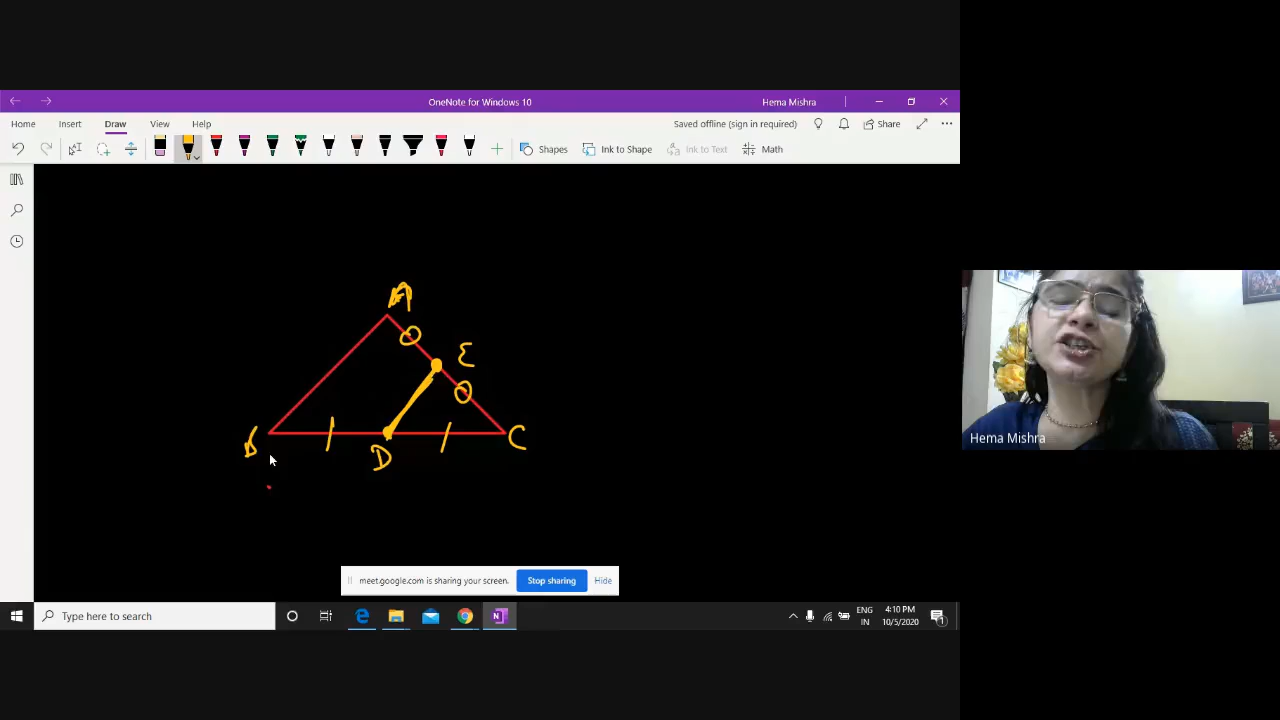 OneNote for Windows 10
Hema Mishra
Home Insert Draw View Help
Saved offline (sign in required)
Share
Shapes
Ink to Shape
Ink to Text
Math
A
E
B
D
C
Hema Mishra
meet.google.com is sharing your screen.
Stop sharing
Hide
Type here to search
N
ENG
IN
4:10 PM
10/5/2020
1